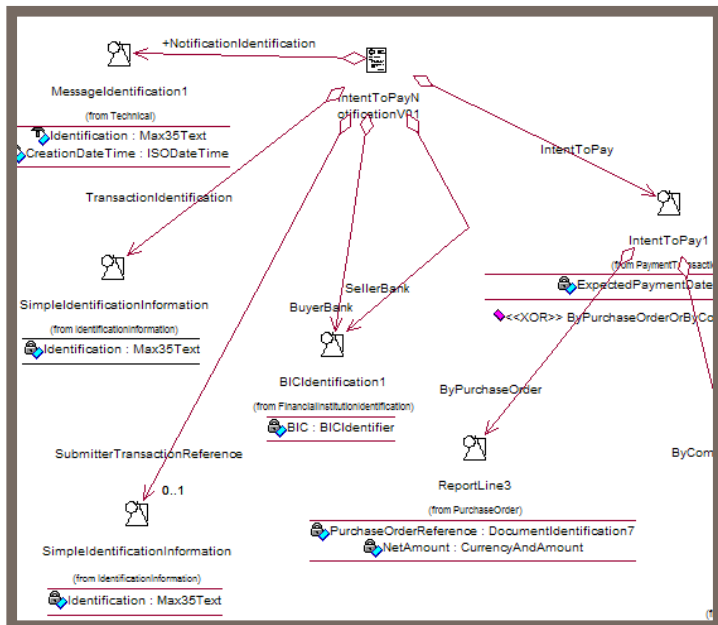 +NotificationIdentification
MessageIdentification1
(from Technical)
Identification : Max35Text
CreationDateTime : ISODateTime
IntentToPayN
otificationV01
IntentToPay
TransactionIdentification
IntentToPay1
(from PaymentTransactio
ExpectedPaymentDate
<<XOR>> ByPurchaseOrderOrByCo
SimpleIdentificationInformation
(from IdentificationInformation)
Identification : Max35Text
SellerBank
BuyerBank
BICIdentification1
(from FinancialInstitutionIdentification)
BIC : BICIdentifier
ByPurchaseOrder
SubmitterTransactionReference
ByCom
0..1
ReportLine3
(from PurchaseOrder)
PurchaseOrderReference : DocumentIdentification7
NetAmount : CurrencyAndAmount
SimpleIdentificationInformation
(from IdentificationInformation)
Identification : Max35Text